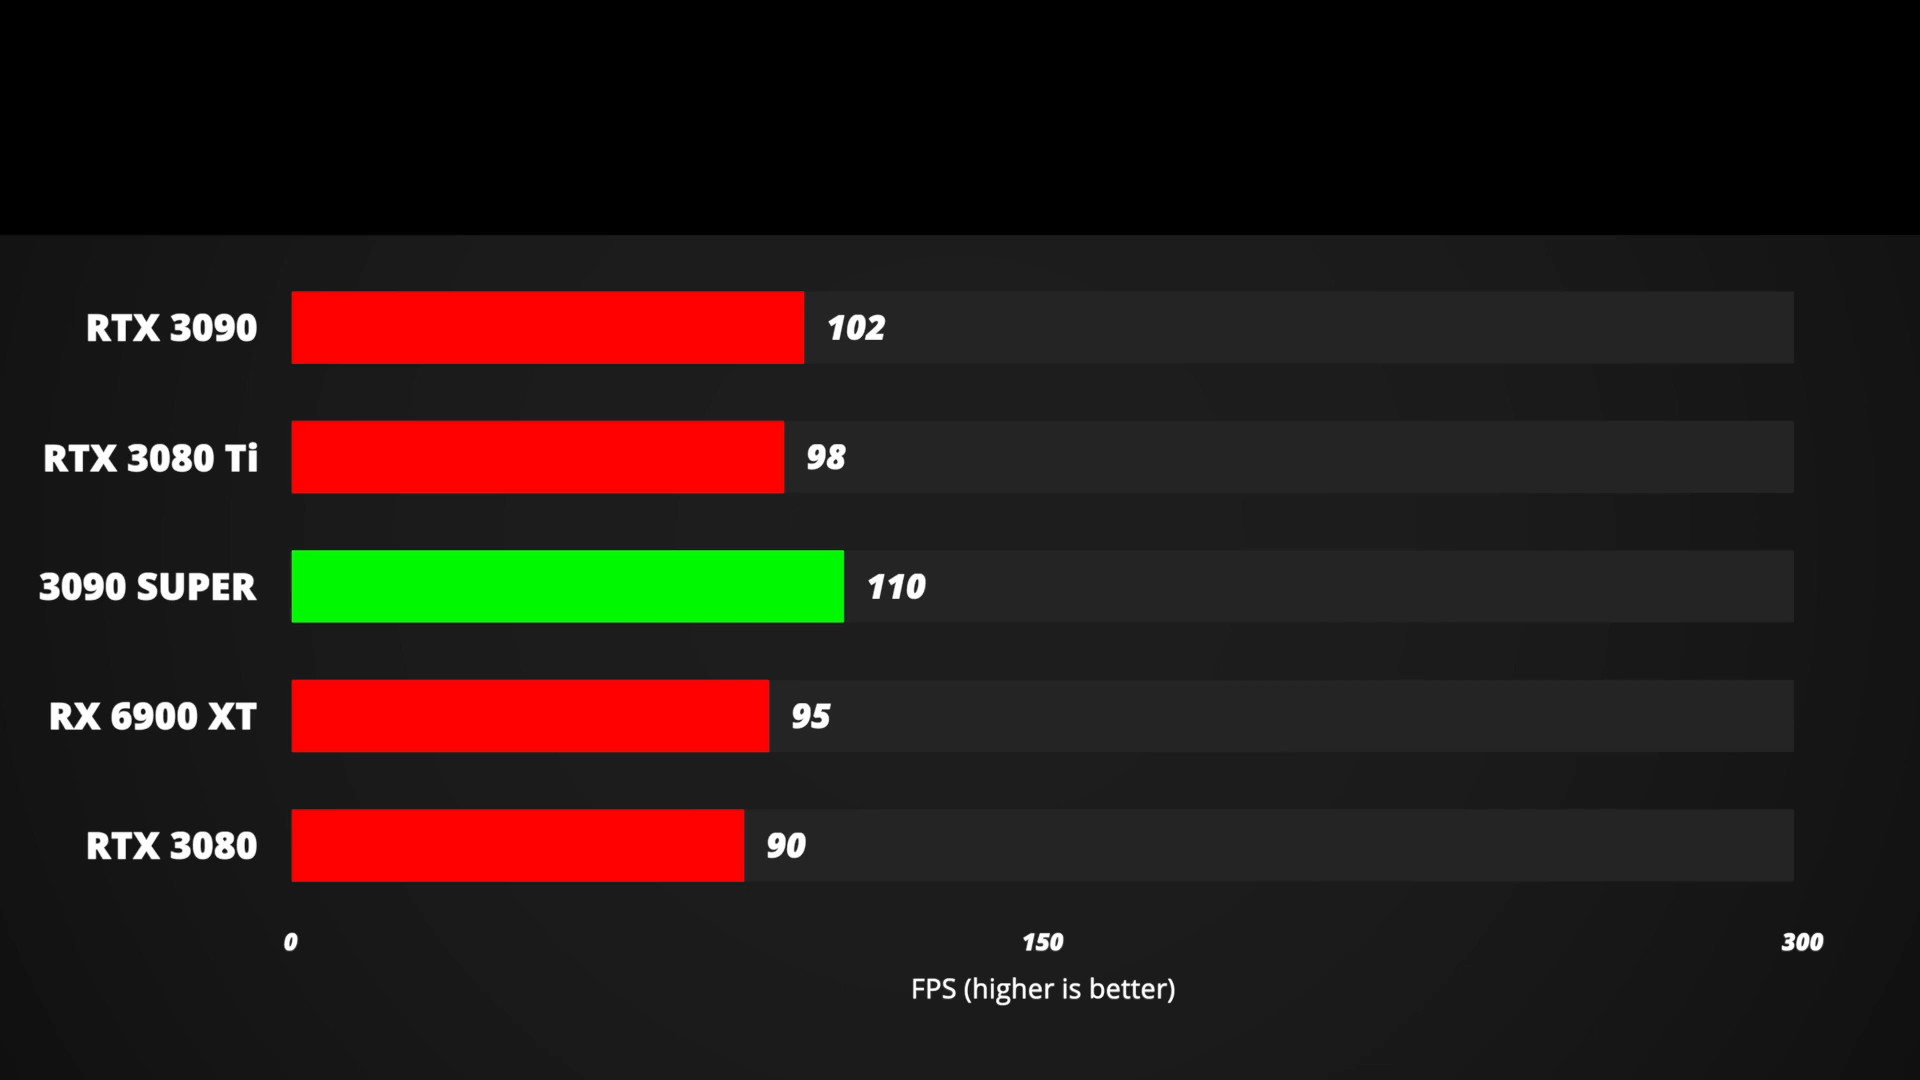 RTX 3090 102
RTX 3080 Ti 98
3090 SUPER 110
RX 6900 XT 95
RTX 3080 90
0 150 300
FPS (higher is better)